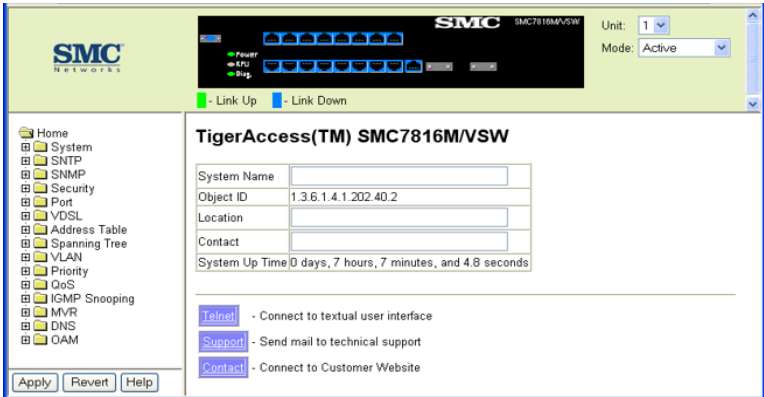 SMC
Networks
SMC SMC7816M/VSW
Power
RPU
Diag.
- Link Up - Link Down
Unit: 1
Mode: Active
Home
System
SNTP
SNMP
Security
Port
VDSL
Address Table
Spanning Tree
VLAN
Priority
QoS
IGMP Snooping
MVR
DNS
OAM
Apply Revert Help
TigerAccess(TM) SMC7816M/VSW
System Name
Object ID 1.3.6.1.4.1.202.40.2
Location
Contact
System Up Time 0 days, 7 hours, 7 minutes, and 4.8 seconds
Telnet - Connect to textual user interface
Support - Send mail to technical support
Contact - Connect to Customer Website